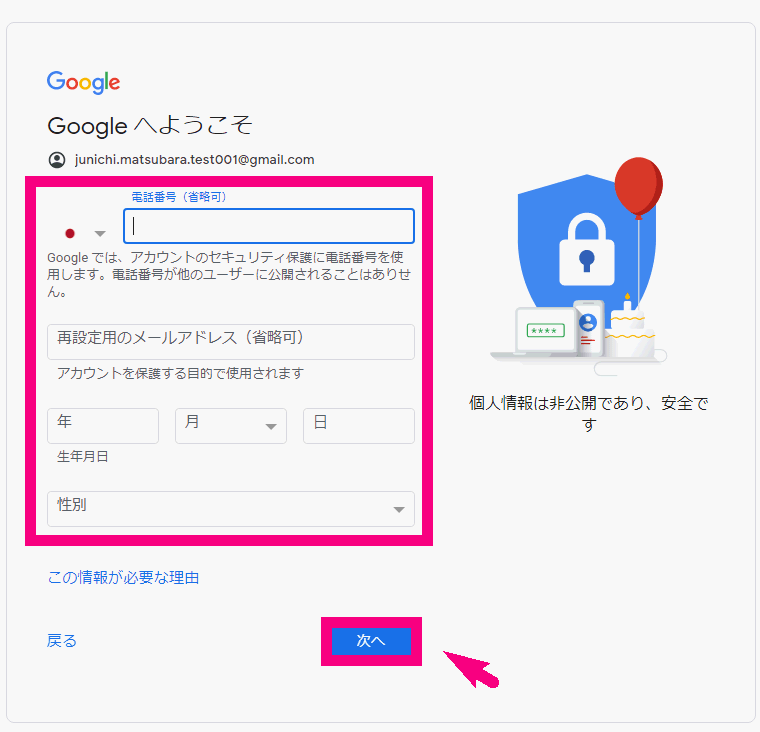 Google
Google へようこそ
junichi.matsubara.test001@gmail.com
電話番号（省略可）
Google では、アカウントのセキュリティ保護に電話番号を使
用します。電話番号が他のユーザーに公開されることはありませ
ん。
再設定用のメールアドレス（省略可）
アカウントを保護する目的で使用されます
年 月 日
生年月日
性別
この情報が必要な理由
戻る 次へ
****
個人情報は非公開であり、安全で
す